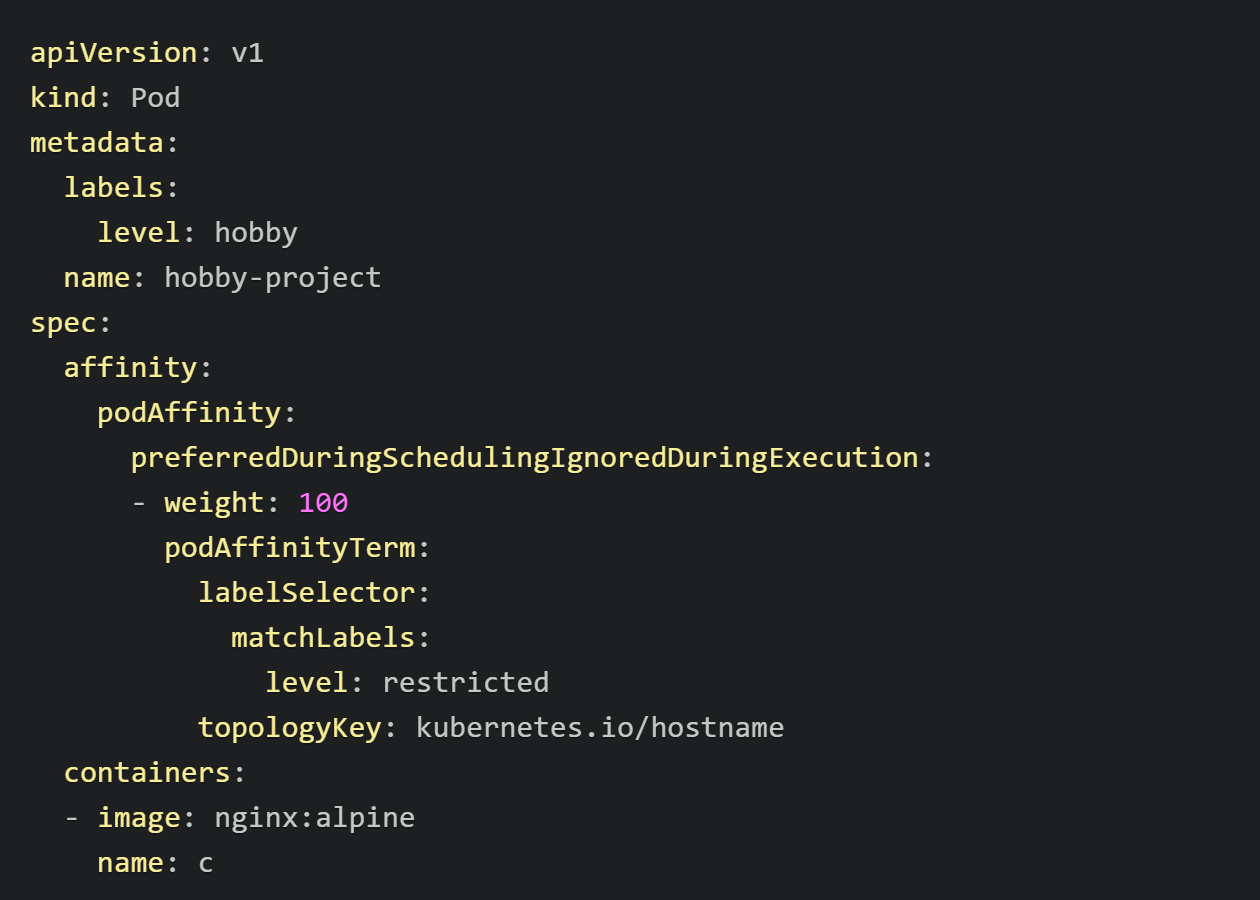 apiVersion: v1
kind: Pod
metadata:
  labels:
    level: hobby
  name: hobby-project
spec:
  affinity:
    podAffinity:
      preferredDuringSchedulingIgnoredDuringExecution:
      - weight: 100
        podAffinityTerm:
          labelSelector:
            matchLabels:
              level: restricted
          topologyKey: kubernetes.io/hostname
  containers:
  - image: nginx:alpine
    name: c